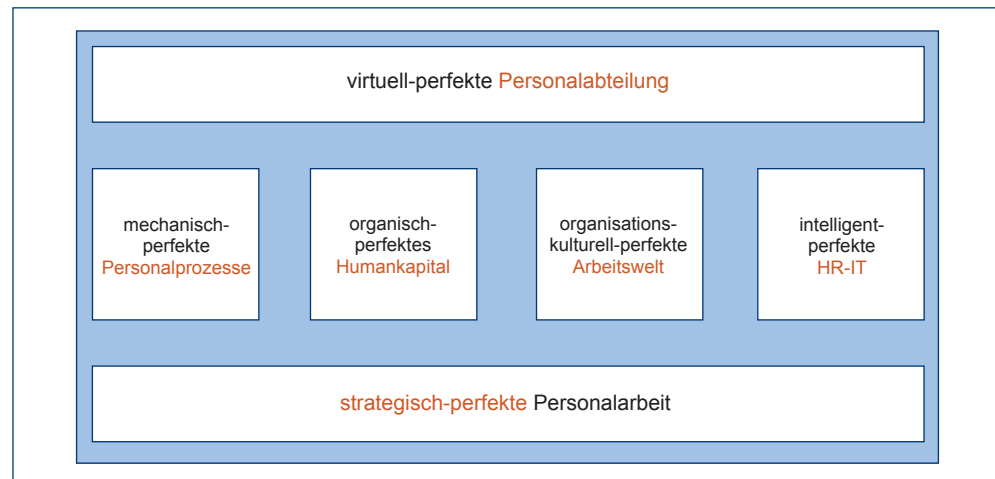 virtuell-perfekte Personalabteilung
mechanisch-
perfekte
Personalprozesse
organisch-
perfektes
Humankapital
organisations-
kulturell-perfekte
Arbeitswelt
intelligent-
perfekte
HR-IT
strategisch-perfekte Personalarbeit